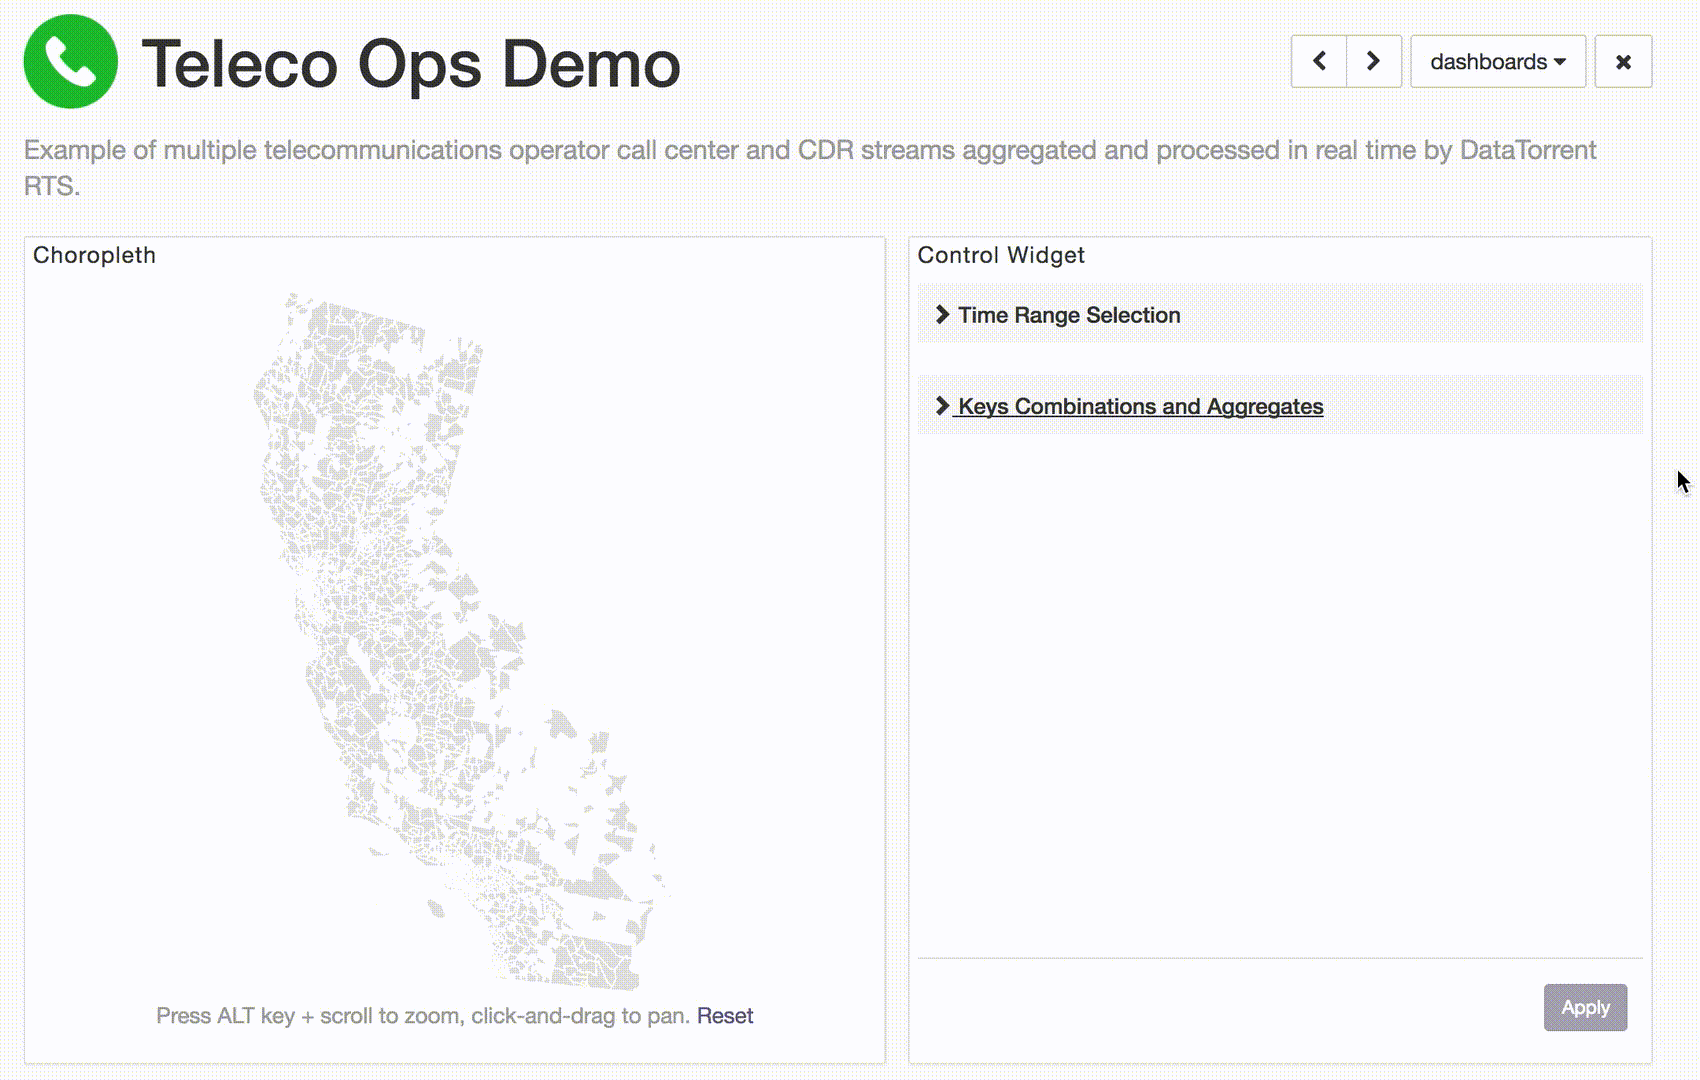 Teleco Ops Demo
dashboards
Example of multiple telecommunications operator call center and CDR streams aggregated and processed in real time by DataTorrent
RTS.
Choropleth
Press ALT key + scroll to zoom, click-and-drag to pan. Reset
Control Widget
Time Range Selection
Keys Combinations and Aggregates
Apply